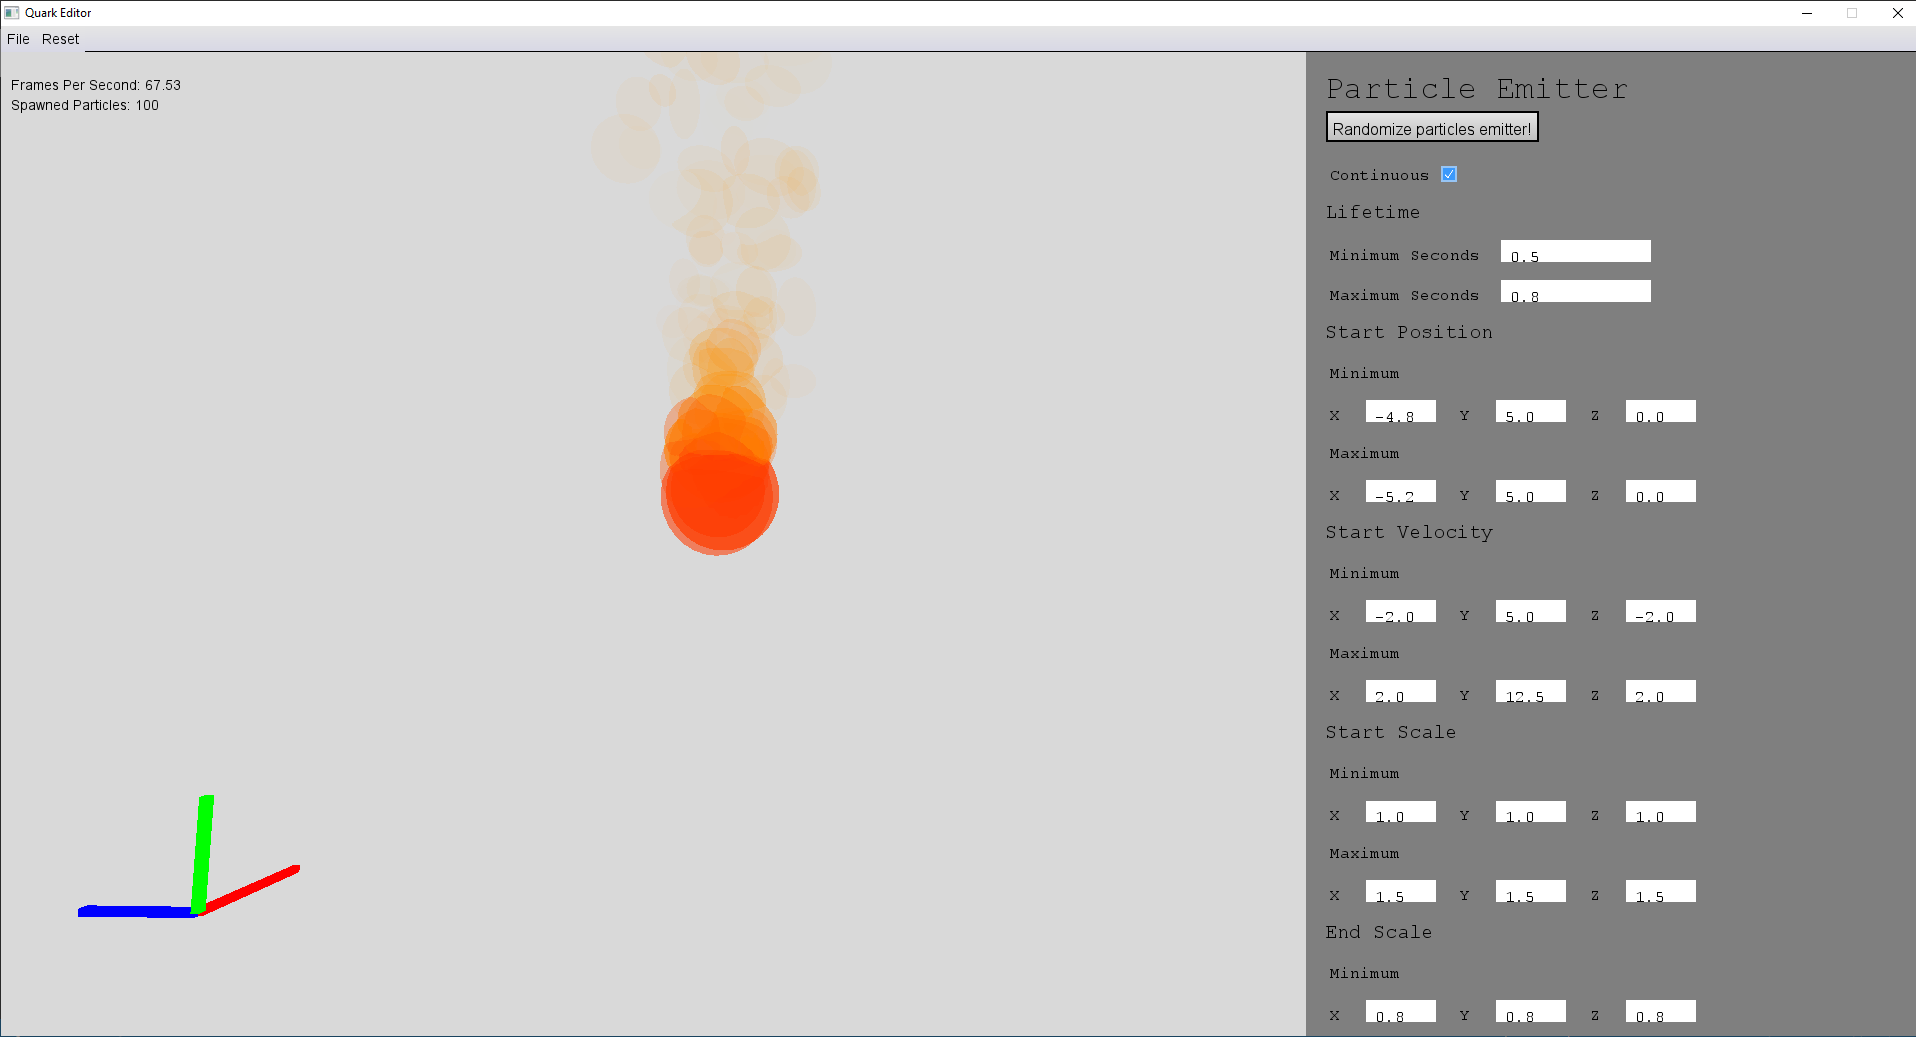 Quark Editor
File Reset
Frames Per Second: 67.53
Spawned Particles: 100
Particle Emitter
Randomize particles emitter!
Continuous
Lifetime
Minimum Seconds 0.5
Maximum Seconds 0.8
Start Position
Minimum
X -4.8 Y 5.0 Z 0.0
Maximum
X -5.2 Y 5.0 Z 0.0
Start Velocity
Minimum
X -2.0 Y 5.0 Z -2.0
Maximum
X 2.0 Y 12.5 Z 2.0
Start Scale
Minimum
X 1.0 Y 1.0 Z 1.0
Maximum
X 1.5 Y 1.5 Z 1.5
End Scale
Minimum
X 0.8 Y 0.8 Z 0.8